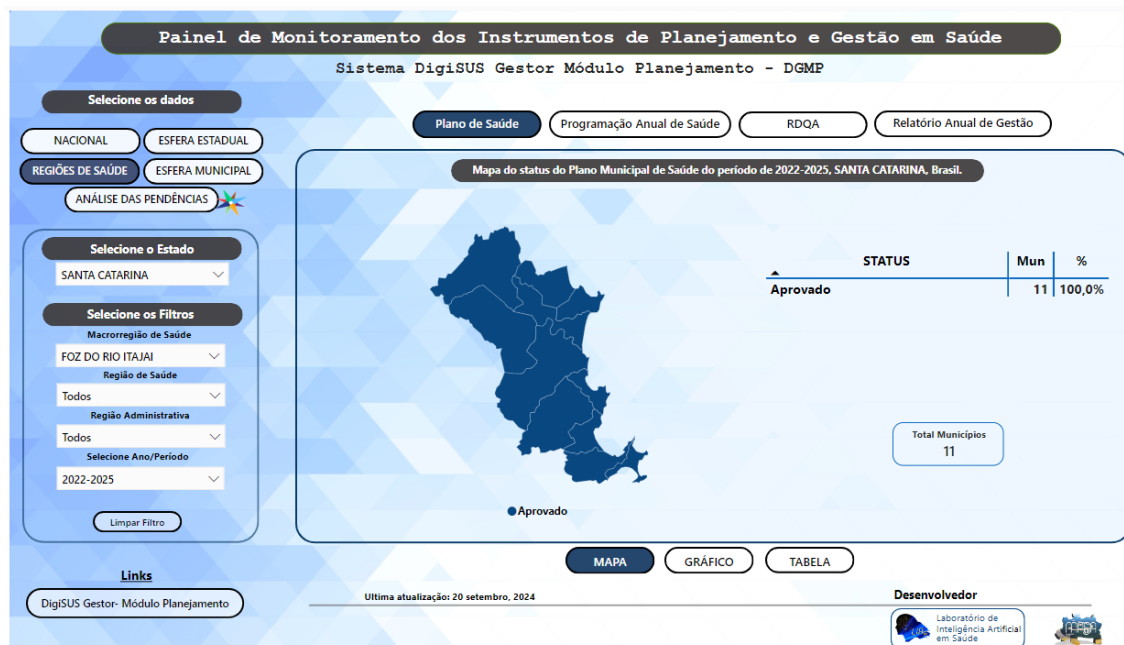 Painel de Monitoramento dos Instrumentos de Planejamento e Gestão em Saúde
Sistema DigiSUS Gestor Módulo Planejamento - DGMP
Selecione os dados
NACIONAL
ESFERA ESTADUAL
REGIÕES DE SAÚDE
ESFERA MUNICIPAL
ANÁLISE DAS PENDÊNCIAS
Selecione o Estado
SANTA CATARINA
Selecione os Filtros
Macrorregião de Saúde
FOZ DO RIO ITAJAI
Região de Saúde
Todos
Região Administrativa
Todos
Selecione Ano/Período
2022-2025
Limpar Filtro
Links
DigiSUS Gestor- Módulo Planejamento
Plano de Saúde
Programação Anual de Saúde
RDQA
Relatório Anual de Gestão
Mapa do status do Plano Municipal de Saúde do período de 2022-2025, SANTA CATARINA, Brasil.
STATUS Mun %
Aprovado 11 100,0%
Total Municípios
11
Aprovado
MAPA
GRÁFICO
TABELA
Ultima atualização: 20 setembro, 2024
Desenvolvedor
Laboratório de
Inteligência Artificial
em Saúde